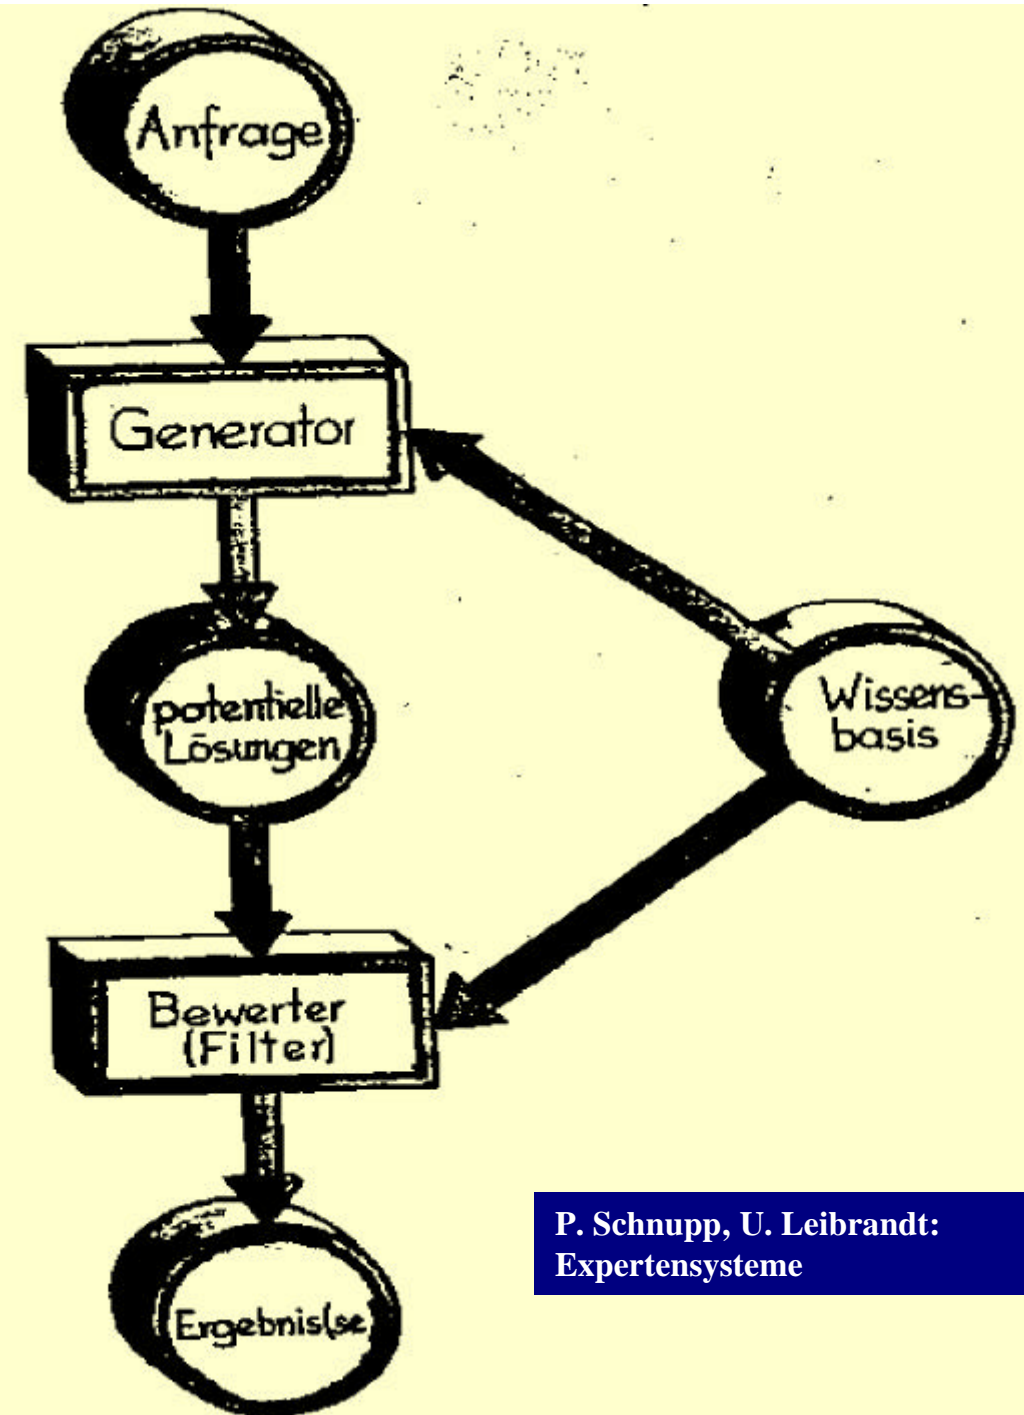 Anfrage
Generator
potentielle
Lösungen
Wissens-
basis
Bewerter
(Filter)
Ergebnis(se
P. Schnupp, U. Leibrandt:
Expertensysteme